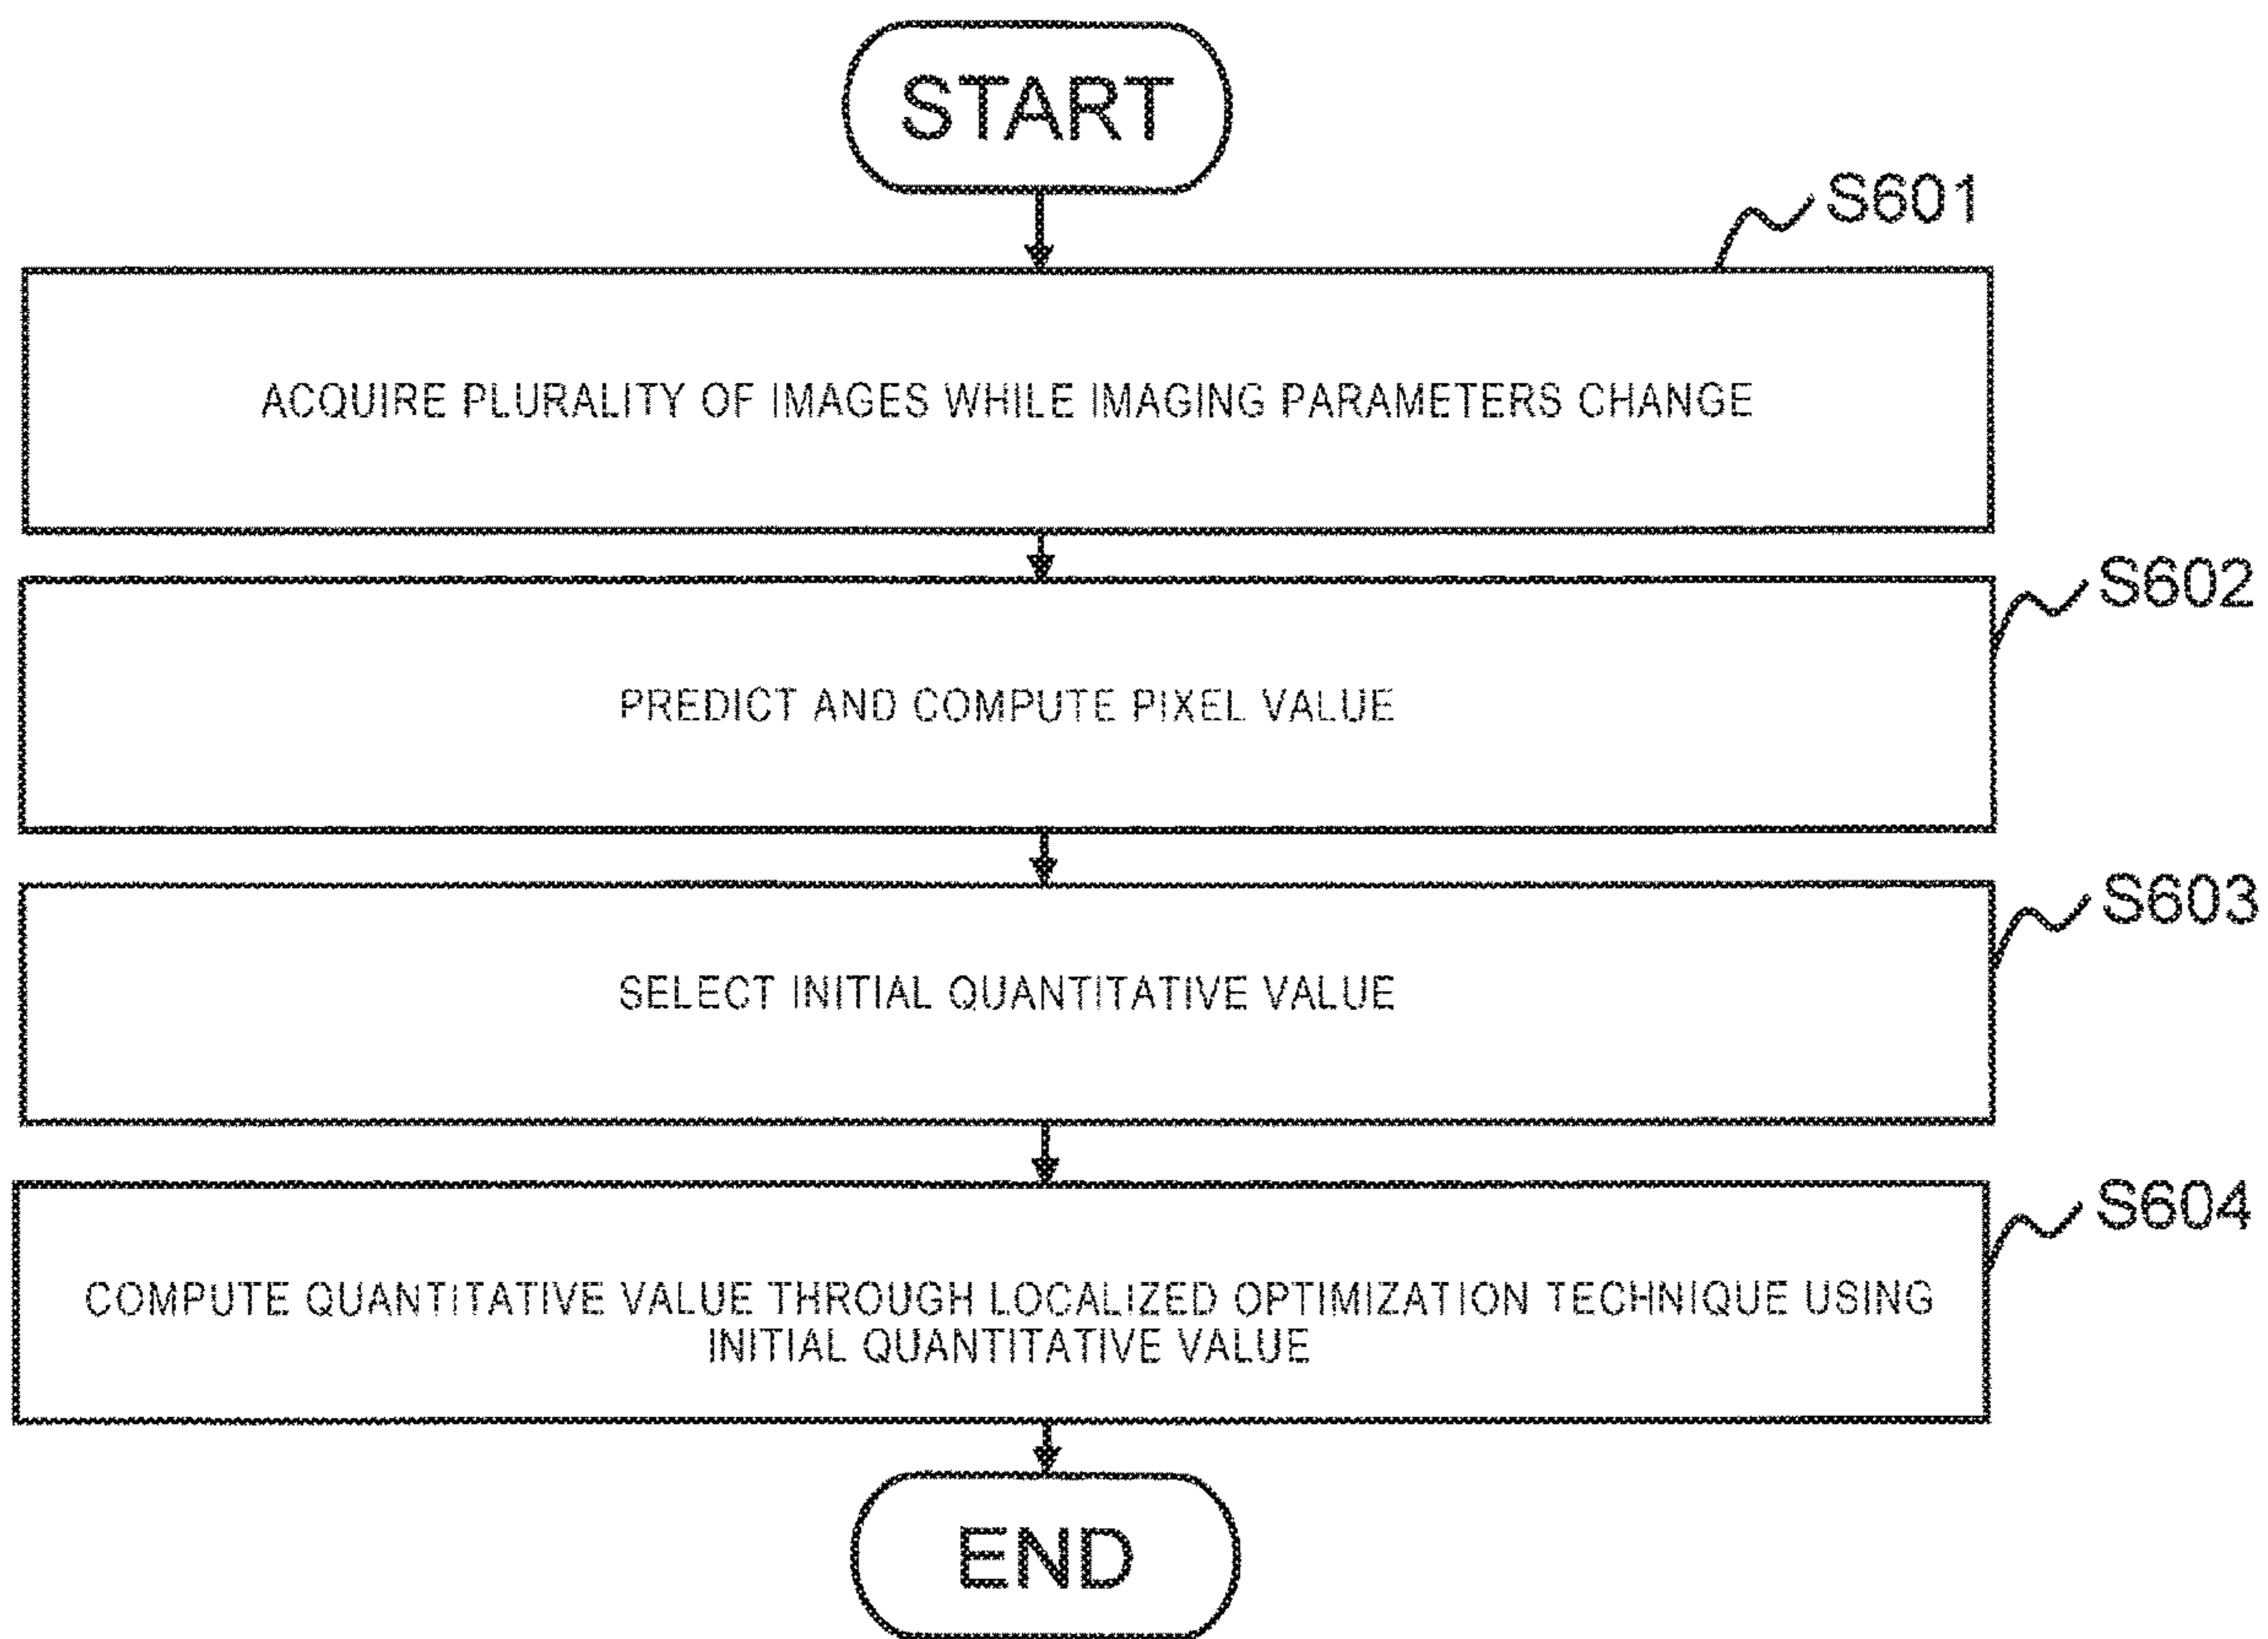 START
S601
ACQUIRE PLURALITY OF IMAGES WHILE IMAGING PARAMETERS CHANGE
S602
PREDICT AND COMPUTE PIXEL VALUE
S603
SELECT INITIAL QUANTITATIVE VALUE
S604
COMPUTE QUANTITATIVE VALUE THROUGH LOCALIZED OPTIMIZATION TECHNIQUE USING
INITIAL QUANTITATIVE VALUE
END